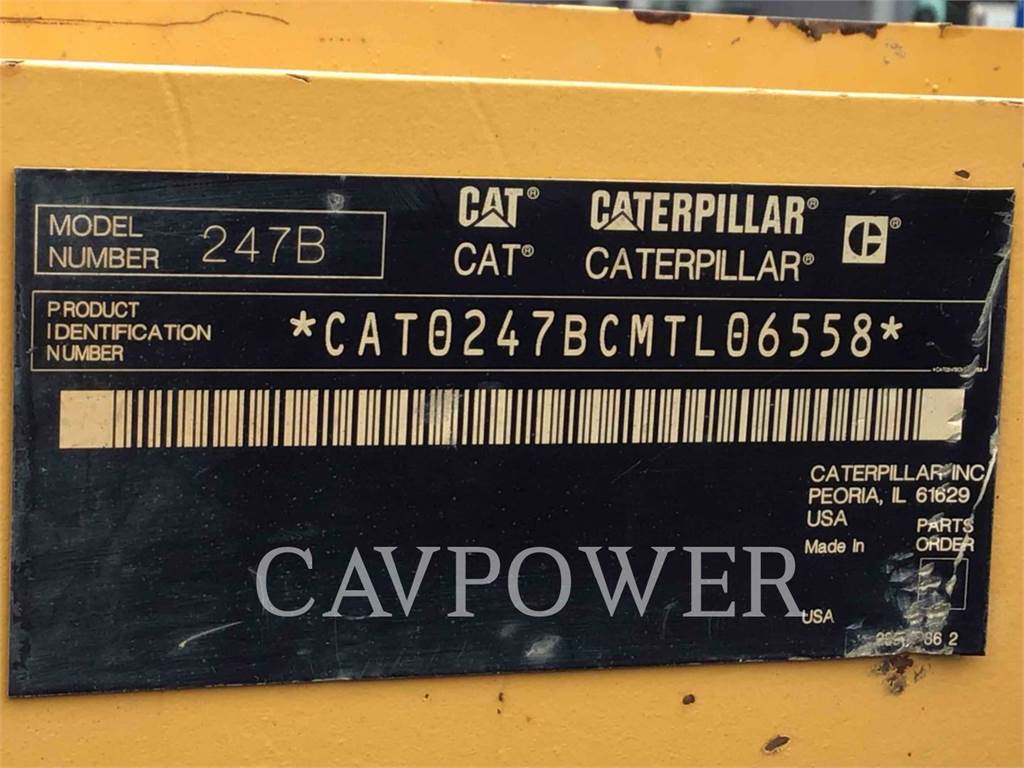 MODEL
NUMBER 247B
CAT® CATERPILLAR® ®
CAT® CATERPILLAR®
PRODUCT
IDENTIFICATION
NUMBER
*CAT0247BCMTL06558*
CATERPILLAR INC
PEORIA, IL 61629
USA
PARTS
ORDER
Made In
USA
CAVPOWER